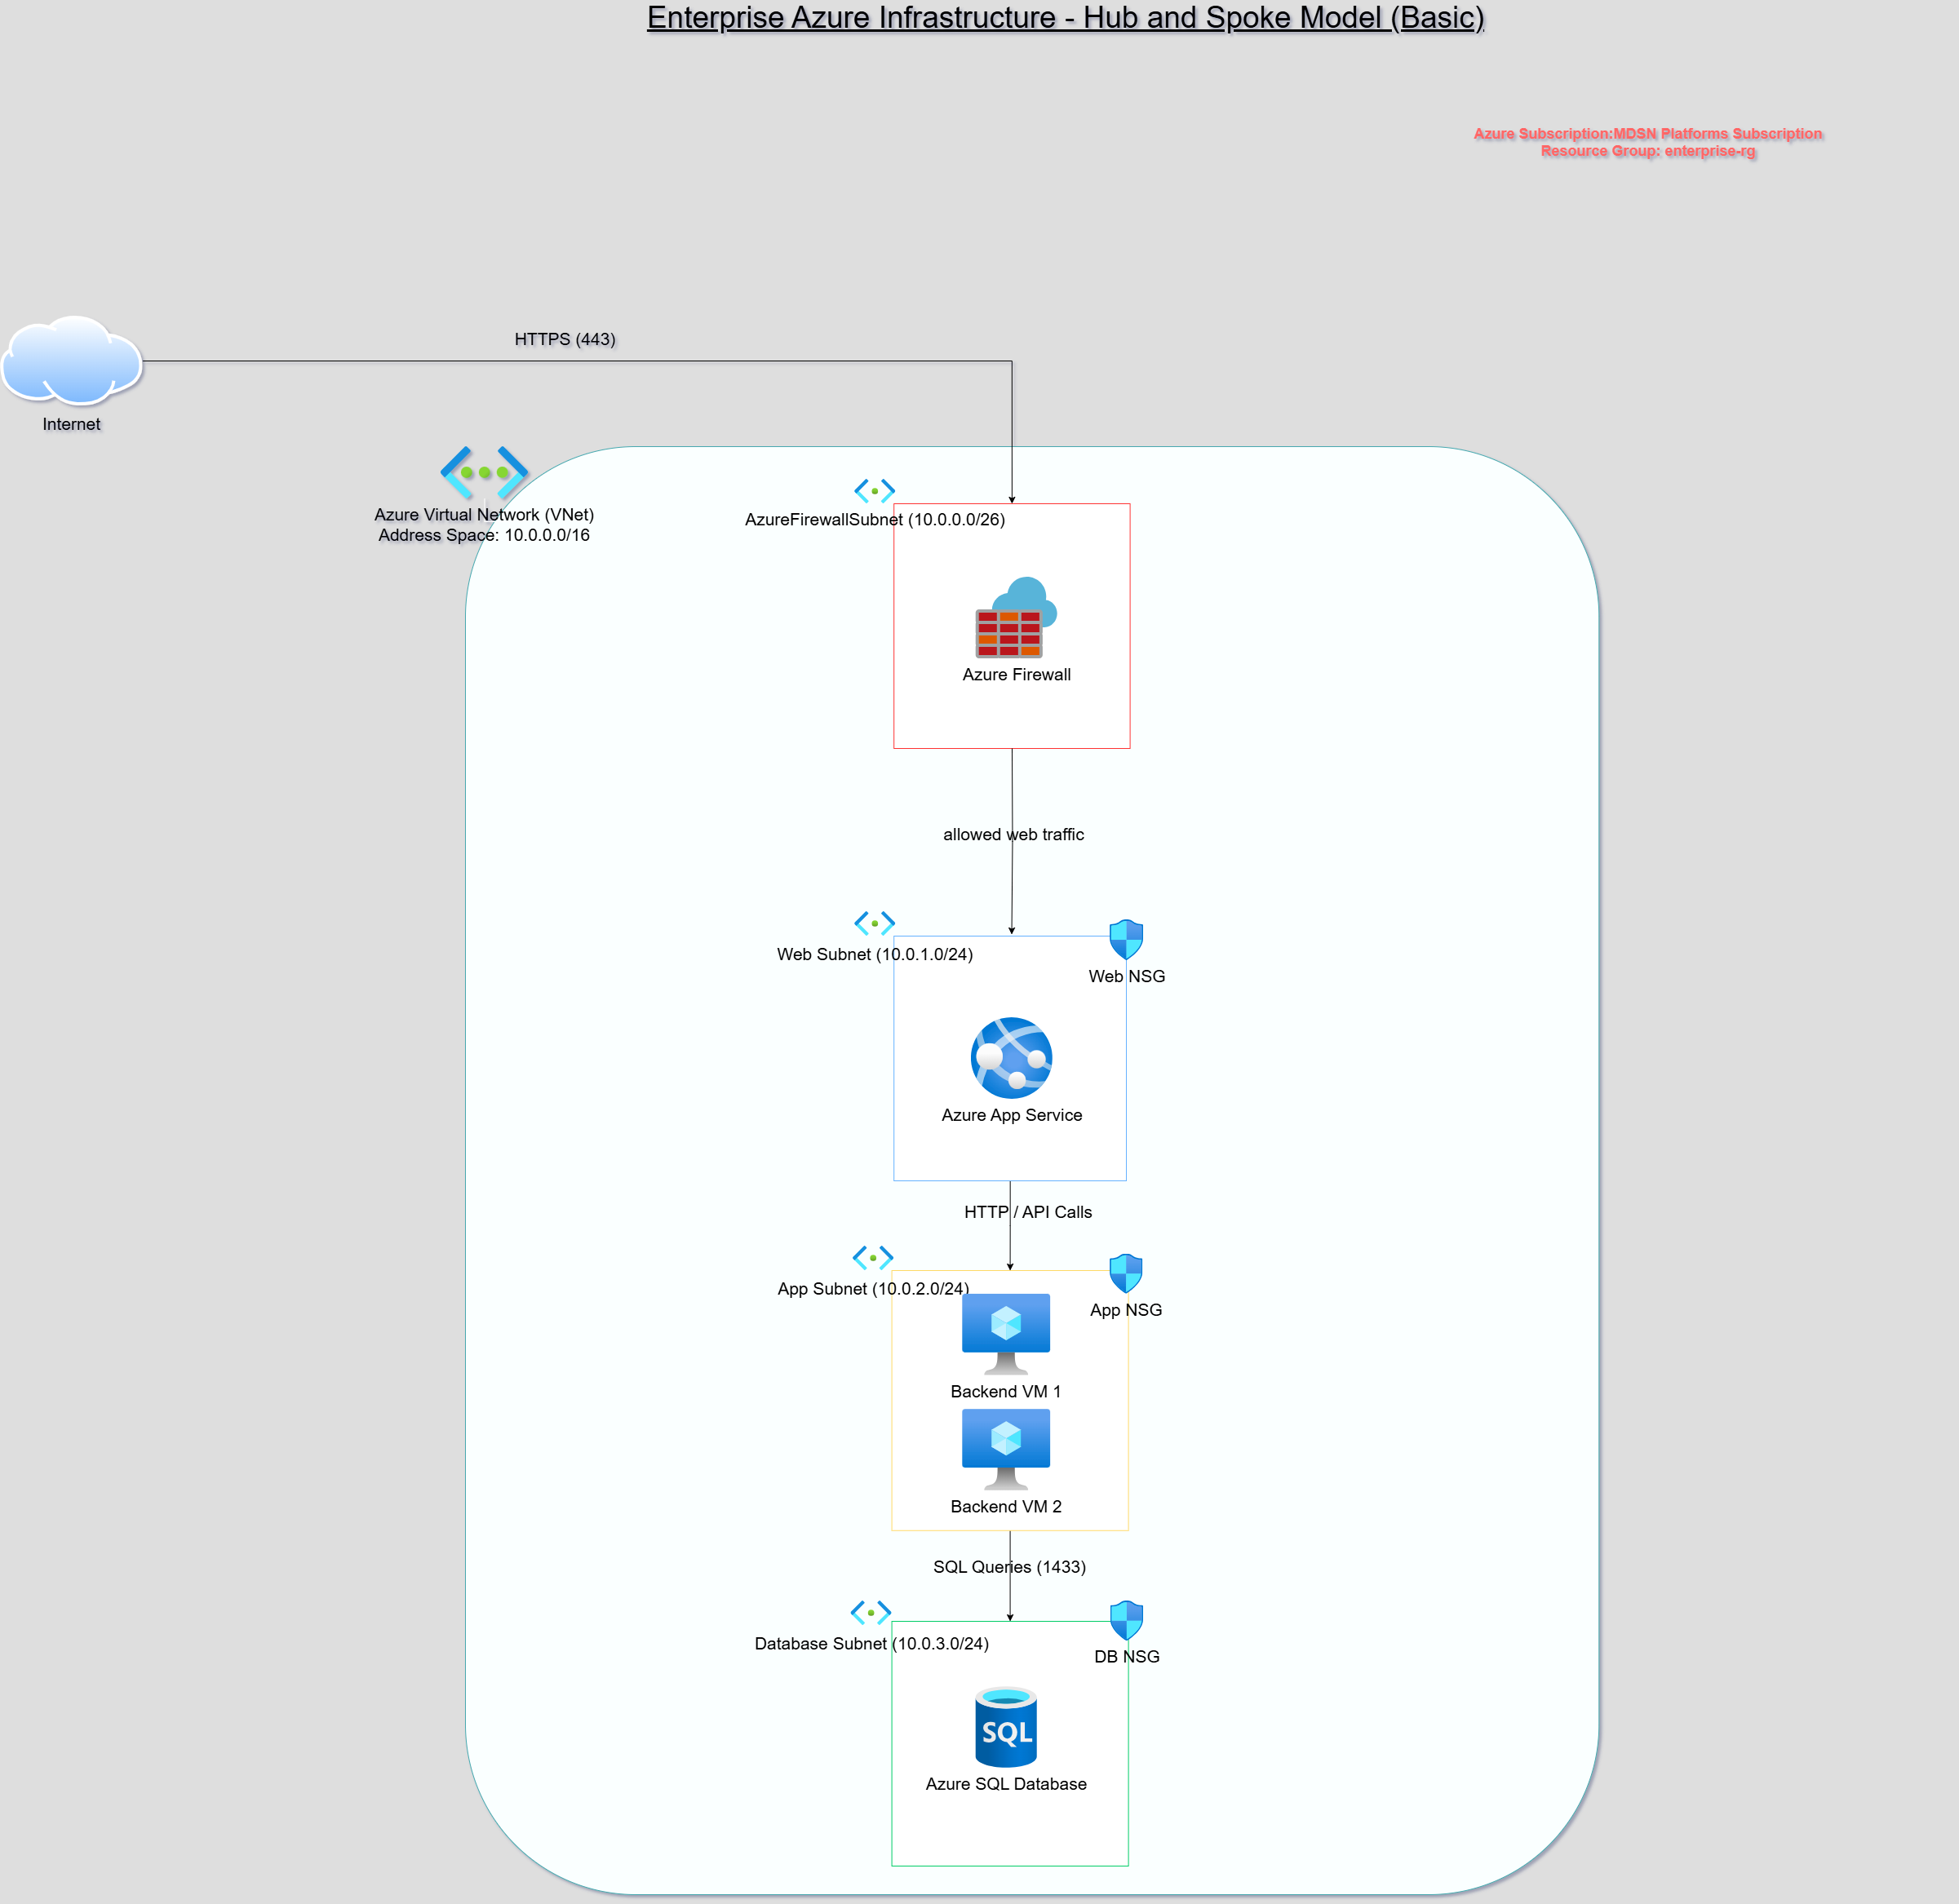 Enterprise Azure Infrastructure - Hub and Spoke Model (Basic)
Azure Subscription:MDSN Platforms Subscription
Resource Group: enterprise-rg
HTTPS (443)
Internet
Azure Virtual Network (VNet)
Address Space: 10.0.0.0/16
AzureFirewallSubnet (10.0.0.0/26)
Azure Firewall
allowed web traffic
Web Subnet (10.0.1.0/24)
Web NSG
Azure App Service
HTTP / API Calls
App Subnet (10.0.2.0/24)
App NSG
Backend VM 1
Backend VM 2
SQL Queries (1433)
Database Subnet (10.0.3.0/24)
DB NSG
SQL
Azure SQL Database